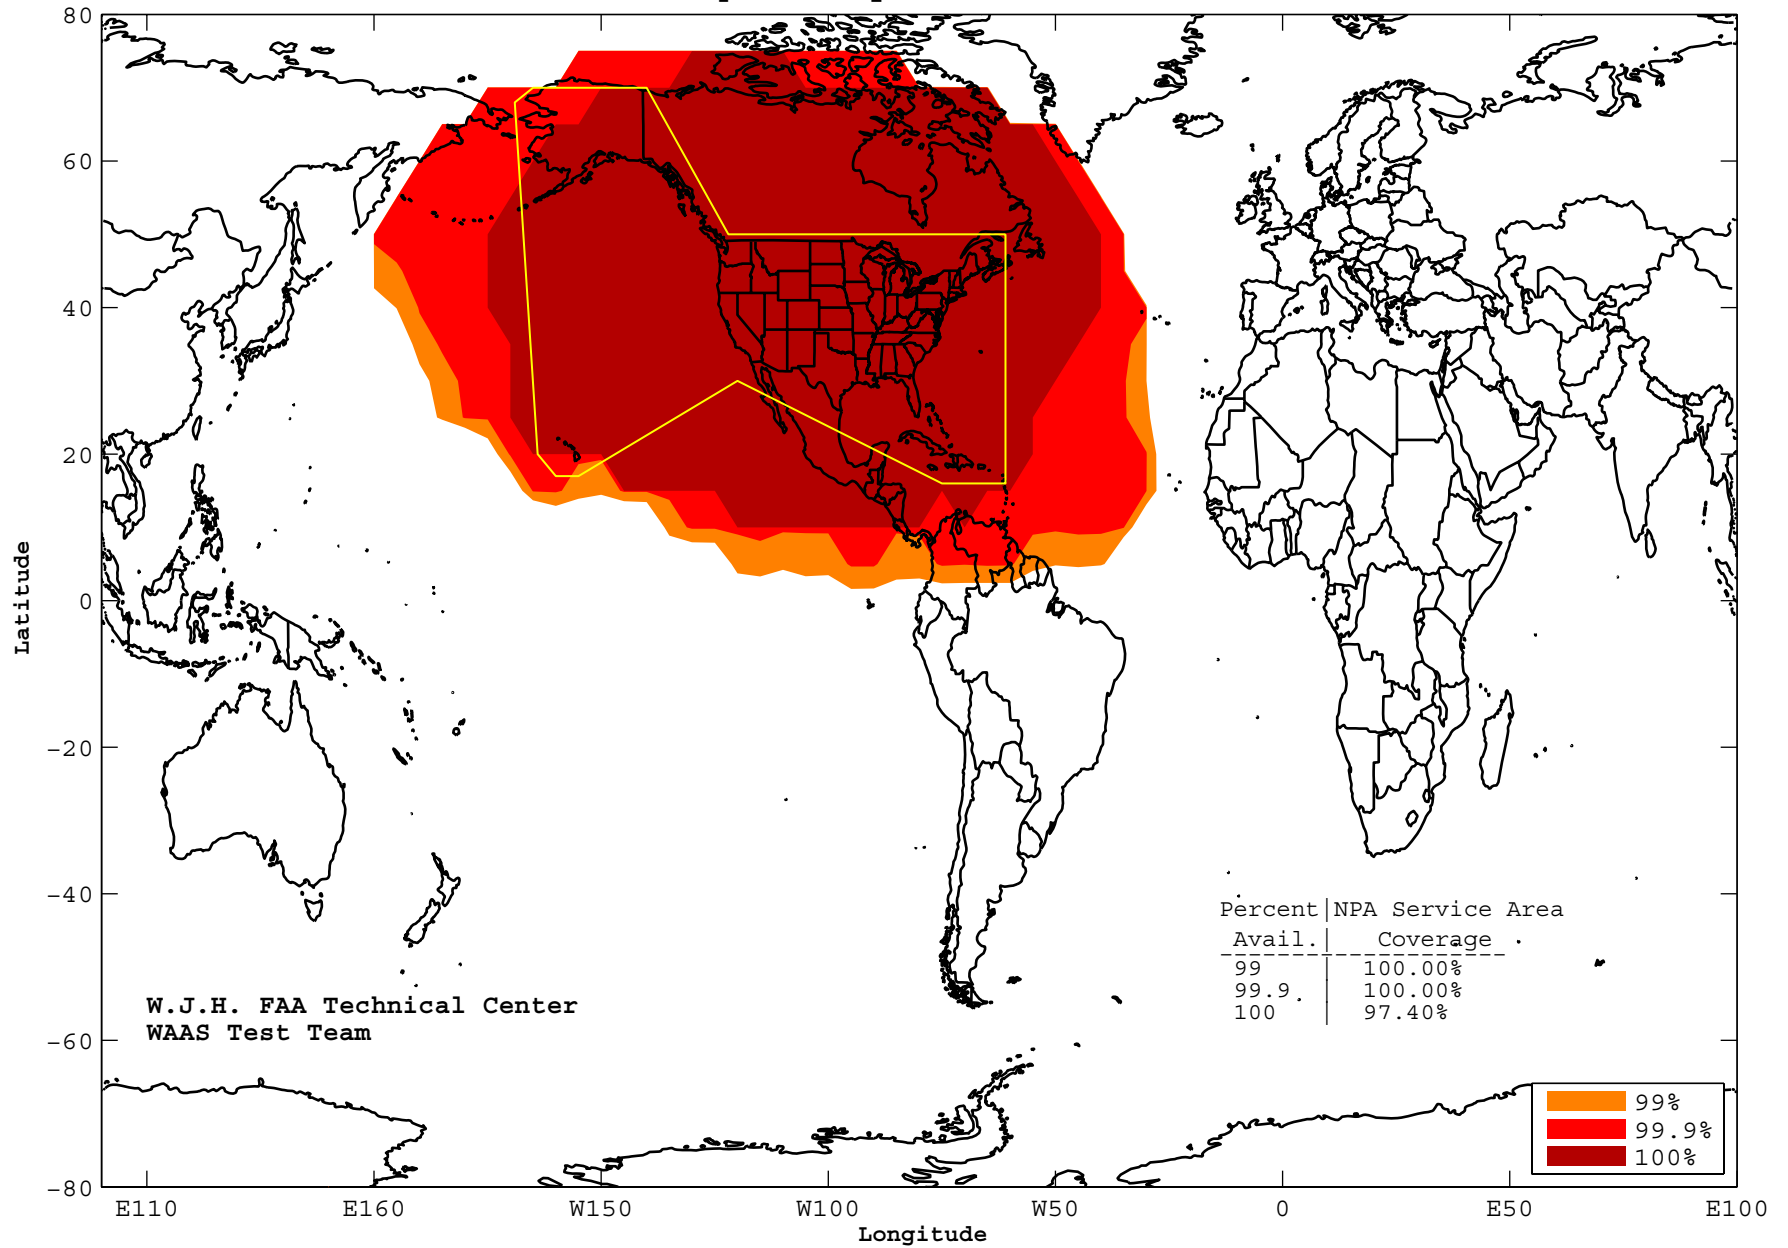 80
60
40
20
0
-20
-40
-60
-80
Latitude
W.J.H. FAA Technical Center
WAAS Test Team
Percent|NPA Service Area
Avail.| Coverage
99 | 100.00%
99.9 | 100.00%
100 | 97.40%
99%
99.9%
100%
E110 E160 W150 W100 W50 0 E50 E100
Longitude